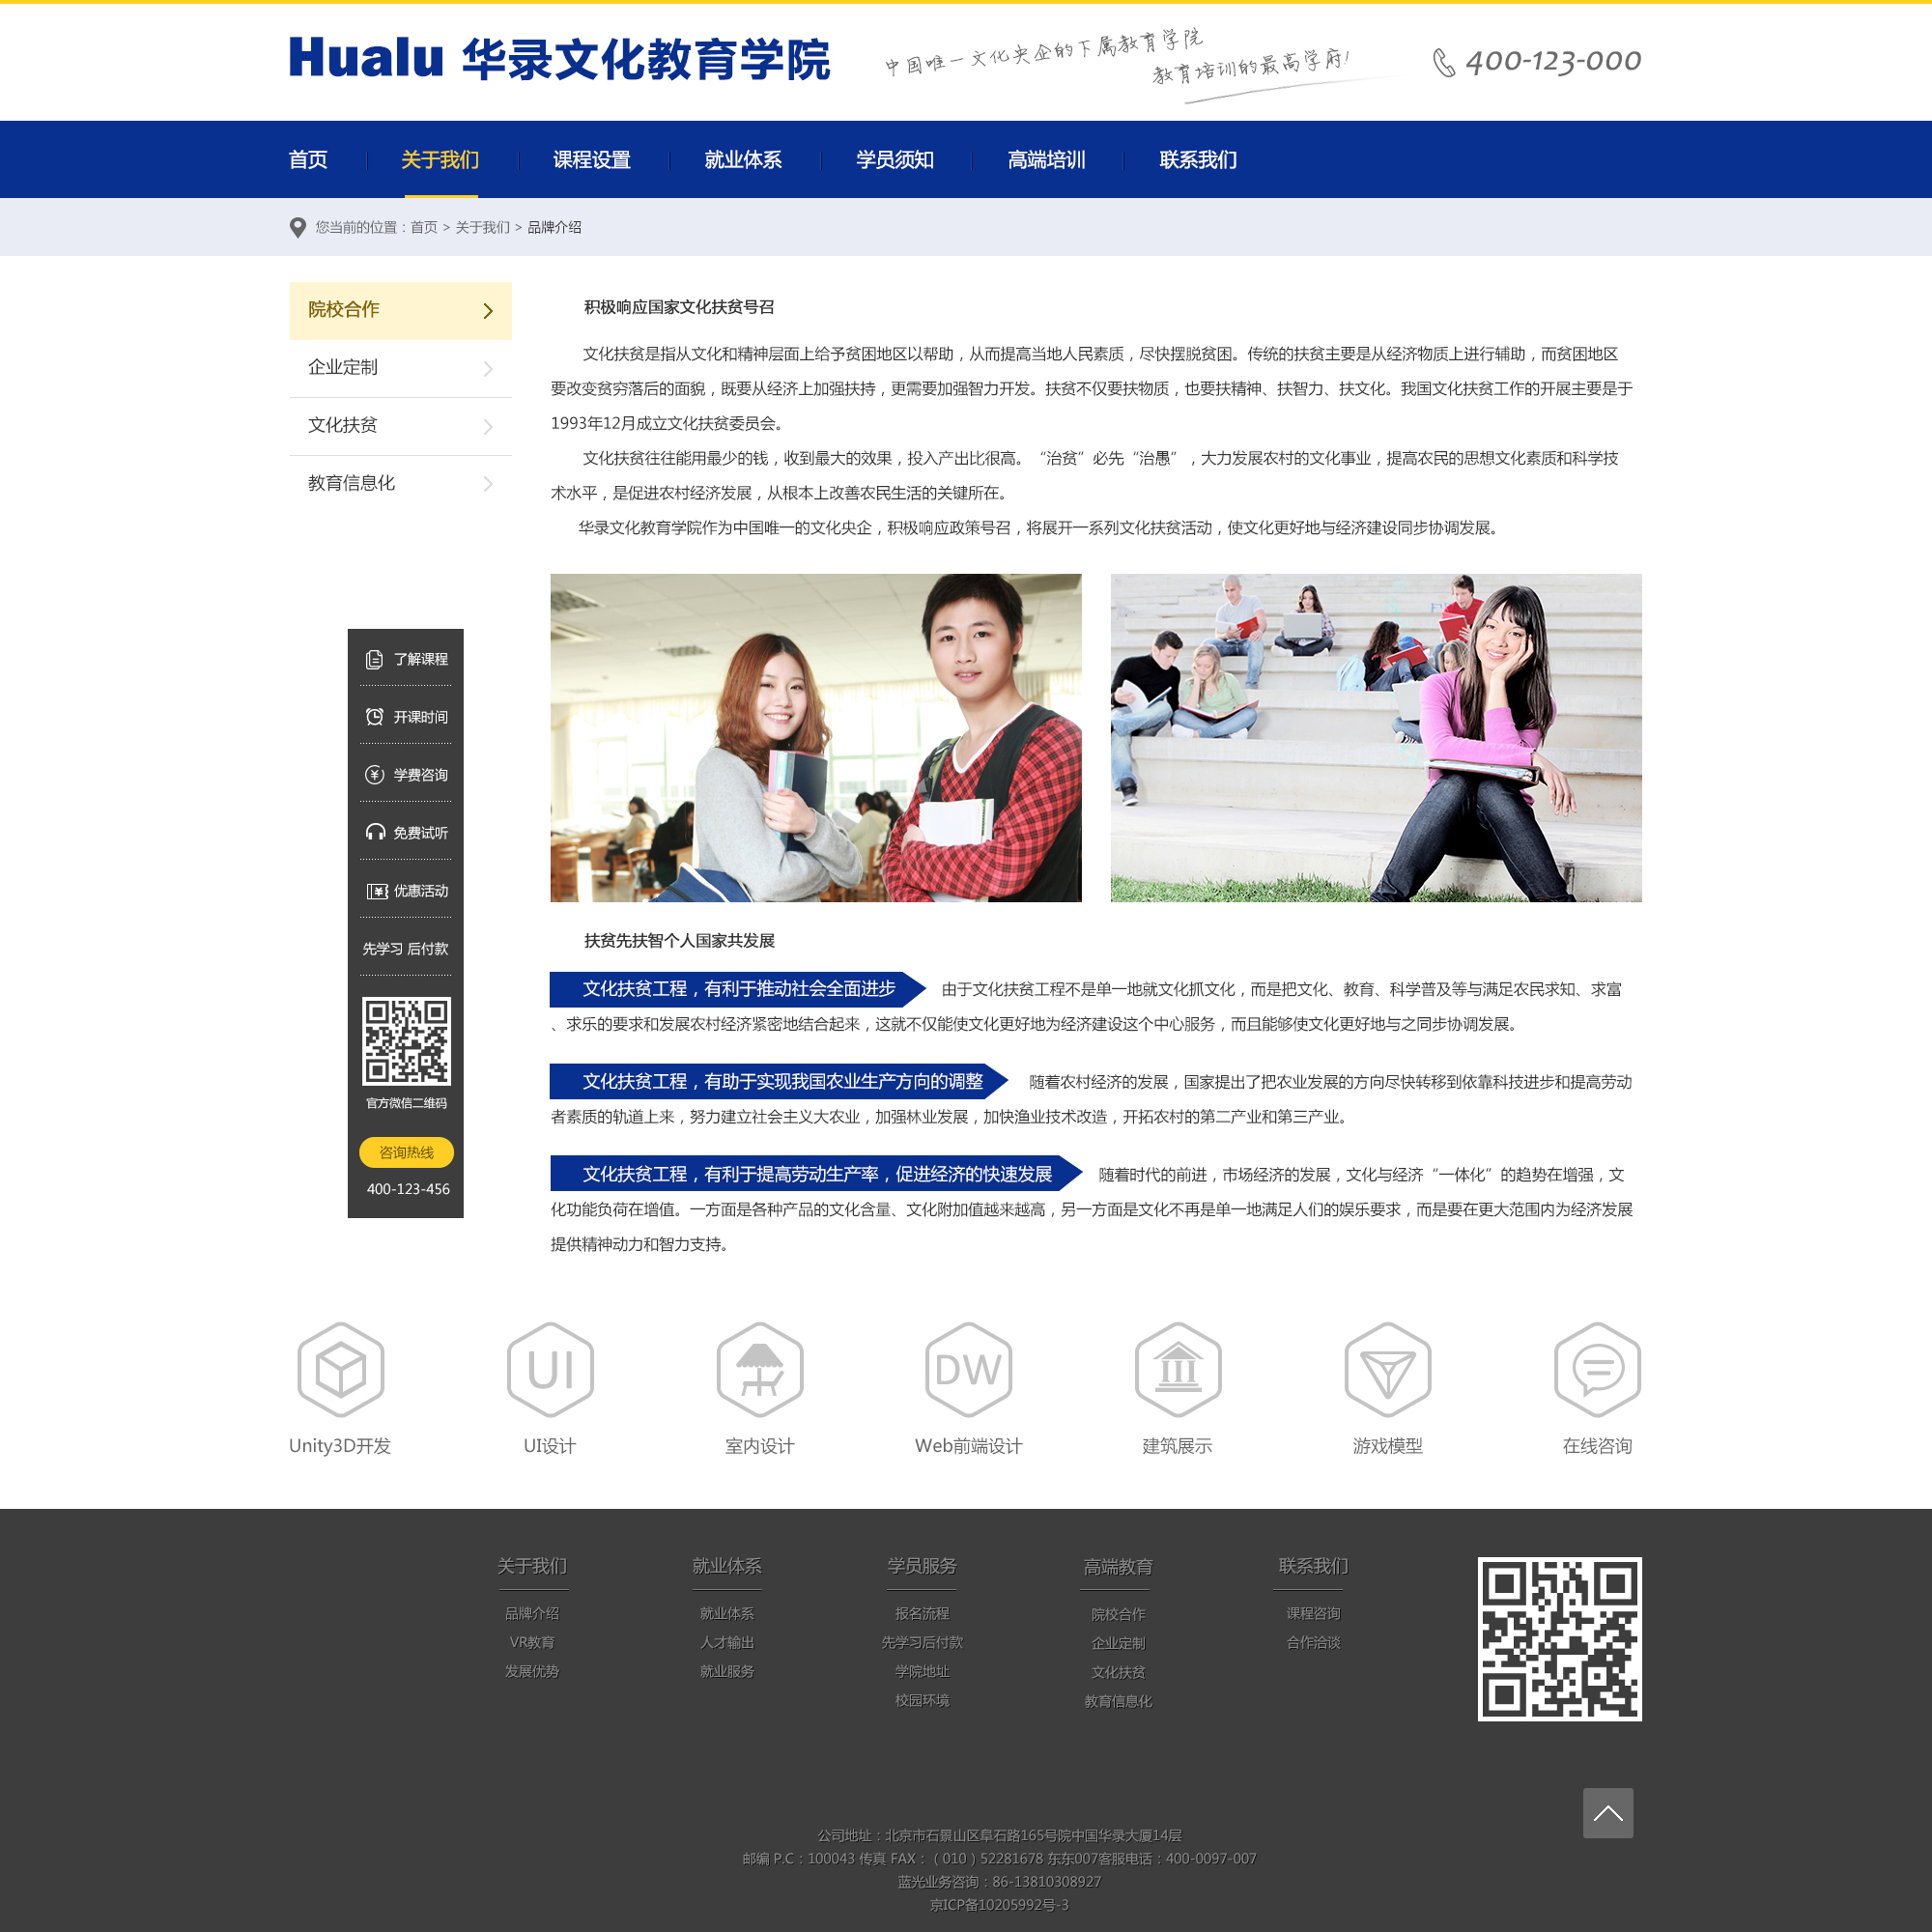 Hualu 华录文化教育学院
中国唯一文化央企的下属教育学院
教育培训的最高学府!
400-123-000
首页 关于我们 课程设置 就业体系 学员须知 高端培训 联系我们
您当前的位置：首页 > 关于我们 > 品牌介绍
院校合作
企业定制
文化扶贫
教育信息化
积极响应国家文化扶贫号召
文化扶贫是指从文化和精神层面上给予贫困地区以帮助，从而提高当地人民素质，尽快摆脱贫困。传统的扶贫主要是从经济物质上进行辅助，而贫困地区
要改变贫穷落后的面貌，既要从经济上加强扶持，更需要加强智力开发。扶贫不仅要扶物质，也要扶精神、扶智力、扶文化。我国文化扶贫工作的开展主要是于
1993年12月成立文化扶贫委员会。
文化扶贫往往能用最少的钱，收到最大的效果，投入产出比很高。“治贫”必先“治愚”，大力发展农村的文化事业，提高农民的思想文化素质和科学技
术水平，是促进农村经济发展，从根本上改善农民生活的关键所在。
华录文化教育学院作为中国唯一的文化央企，积极响应政策号召，将展开一系列文化扶贫活动，使文化更好地与经济建设同步协调发展。
了解课程
开课时间
学费咨询
免费试听
优惠活动
先学习 后付款
官方微信二维码
咨询热线
400-123-456
扶贫先扶智个人国家共发展
文化扶贫工程，有利于推动社会全面进步 由于文化扶贫工程不是单一地就文化抓文化，而是把文化、教育、科学普及等与满足农民求知、求富
、求乐的要求和发展农村经济紧密地结合起来，这就不仅能使文化更好地为经济建设这个中心服务，而且能够使文化更好地与之同步协调发展。
文化扶贫工程，有助于实现我国农业生产方向的调整 随着农村经济的发展，国家提出了把农业发展的方向尽快转移到依靠科技进步和提高劳动
者素质的轨道上来，努力建立社会主义大农业，加强林业发展，加快渔业技术改造，开拓农村的第二产业和第三产业。
文化扶贫工程，有利于提高劳动生产率，促进经济的快速发展 随着时代的前进，市场经济的发展，文化与经济“一体化”的趋势在增强，文
化功能负荷在增值。一方面是各种产品的文化含量、文化附加值越来越高，另一方面是文化不再是单一地满足人们的娱乐要求，而是要在更大范围内为经济发展
提供精神动力和智力支持。
UI DW
Unity3D开发 UI设计 室内设计 Web前端设计 建筑展示 游戏模型 在线咨询
关于我们
品牌介绍
VR教育
发展优势
就业体系
就业体系
人才输出
就业服务
学员服务
报名流程
先学习后付款
学院地址
校园环境
高端教育
院校合作
企业定制
文化扶贫
教育信息化
联系我们
课程咨询
合作洽谈
公司地址：北京市石景山区阜石路165号院中国华录大厦14层
邮编 P.C：100043 传真 FAX：（010）52281678 东东007客服电话：400-0097-007
蓝光业务咨询：86-13810308927
京ICP备10205992号-3